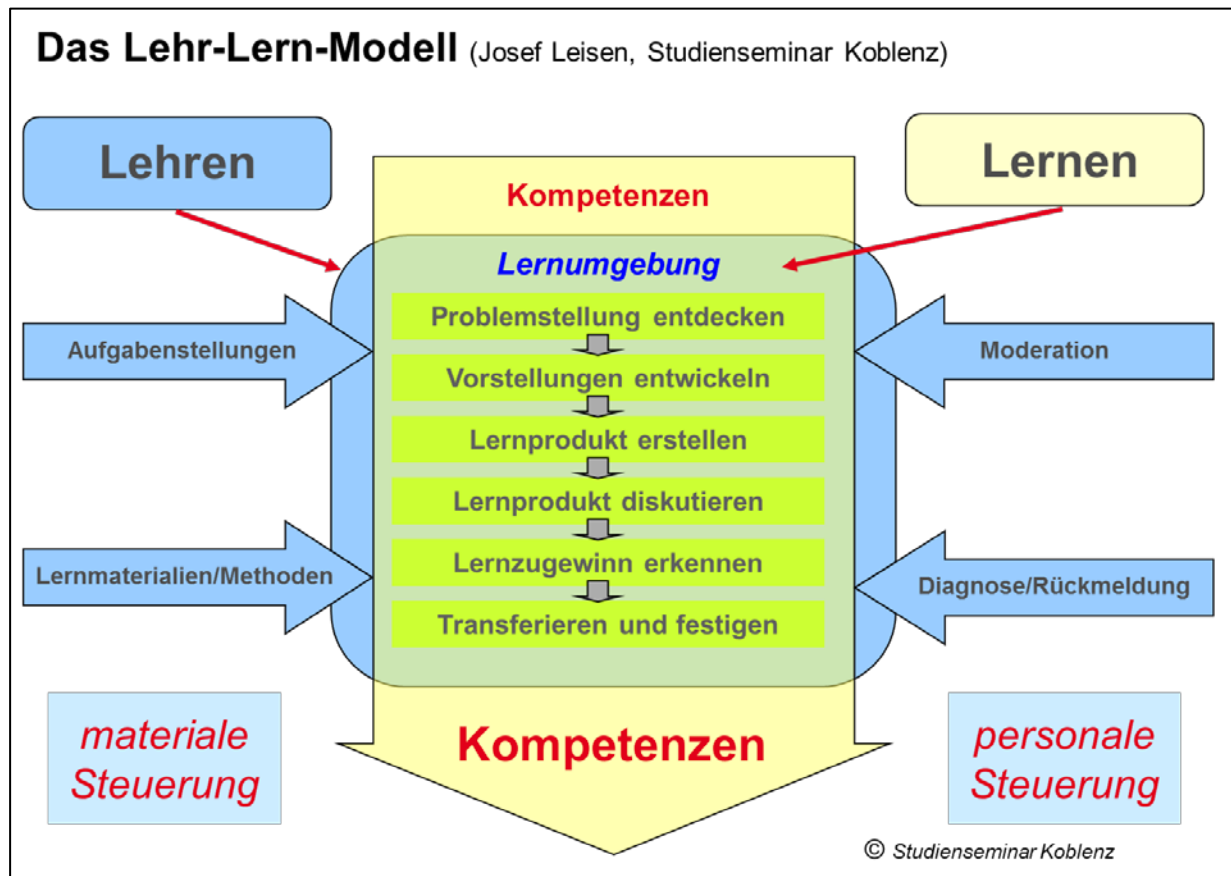 Das Lehr-Lern-Modell (Josef Leisen, Studienseminar Koblenz)
Lehren
Lernen
Kompetenzen
Lernumgebung
Problemstellung entdecken
Aufgabenstellungen
Moderation
Vorstellungen entwickeln
Lernprodukt erstellen
Lernprodukt diskutieren
Lernzugewinn erkennen
Lernmaterialien/Methoden
Diagnose/Rückmeldung
Transferieren und festigen
materiale
Steuerung
Kompetenzen
personale
Steuerung
© Studienseminar Koblenz